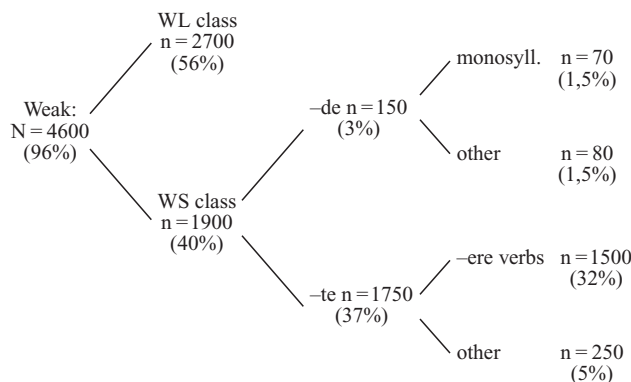 WL class
n = 2700
(56%)
Weak:
N = 4600
(96%)
WS class
n = 1900
(40%)
–de n = 150
(3%)
monosyll. n = 70
(1,5%)
other n = 80
(1,5%)
–te n = 1750
(37%)
–ere verbs n = 1500
(32%)
other n = 250
(5%)